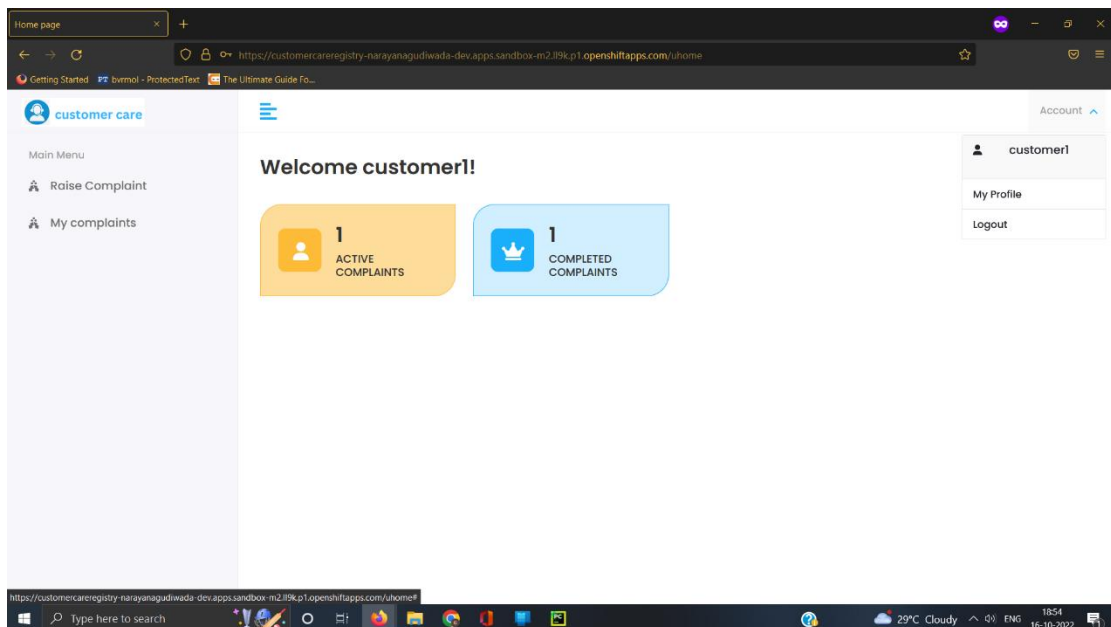 Home page
https://customercareregistry-narayanagudiwada-dev.apps.sandbox-m2.ll9k.p1.openshiftapps.com/uhome
Getting Started PT bvrmol - ProtectedText The Ultimate Guide Fo...
customer care
Account
Main Menu
Raise Complaint
My complaints
Welcome customer1!
1
ACTIVE
COMPLAINTS
1
COMPLETED
COMPLAINTS
customer1
My Profile
Logout
https://customercareregistry-narayanagudiwada-dev.apps.sandbox-m2.ll9k.p1.openshiftapps.com/uhome#
Type here to search
29°C Cloudy
ENG
18:54
16-10-2022